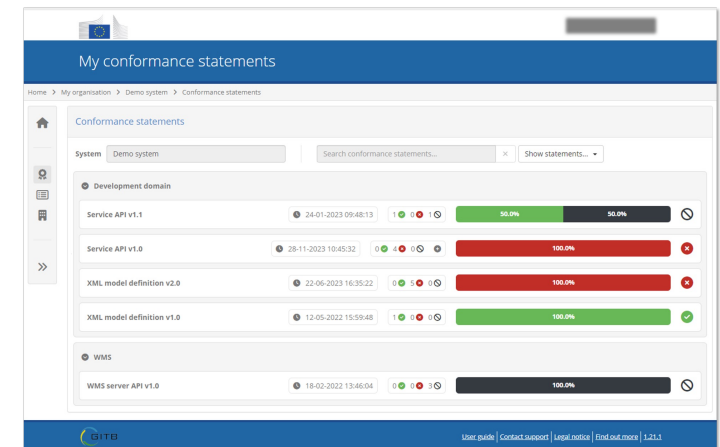 My conformance statements
Home > My organisation > Demo system > Conformance statements
Conformance statements
System Demo system Search conformance statements... × Show statements...
Development domain
Service API v1.1 24-01-2023 09:48:13 1 0 1 50.0% 50.0%
Service API v1.0 28-11-2023 10:45:32 0 4 0 100.0%
XML model definition v2.0 22-06-2023 16:35:22 0 5 0 100.0%
XML model definition v1.0 12-05-2022 15:59:48 1 0 0 100.0%
WMS
WMS server API v1.0 18-02-2022 13:46:04 0 0 3 100.0%
GITB User guide | Contact support | Legal notice | Find out more | 1.21.1